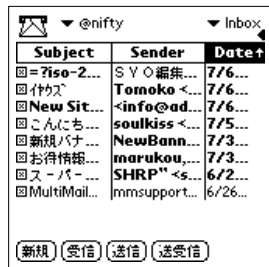 ▼ @nifty ▼ Inbox
Subject Sender Date↑
=?iso-2... ＳＹＯ編集... 7/6...
ｲﾔｳｽﾞ Tomoko <... 7/6...
New Sit... <info@ad... 7/6...
こんにち... soulkiss <... 7/5...
新規バナ... NewBann... 7/3...
お得情報... marukou,... 7/3...
スーパー... SHRP" <s... 6/2...
MultiMail... mmsupport... 6/26...
新規 受信 送信 送受信